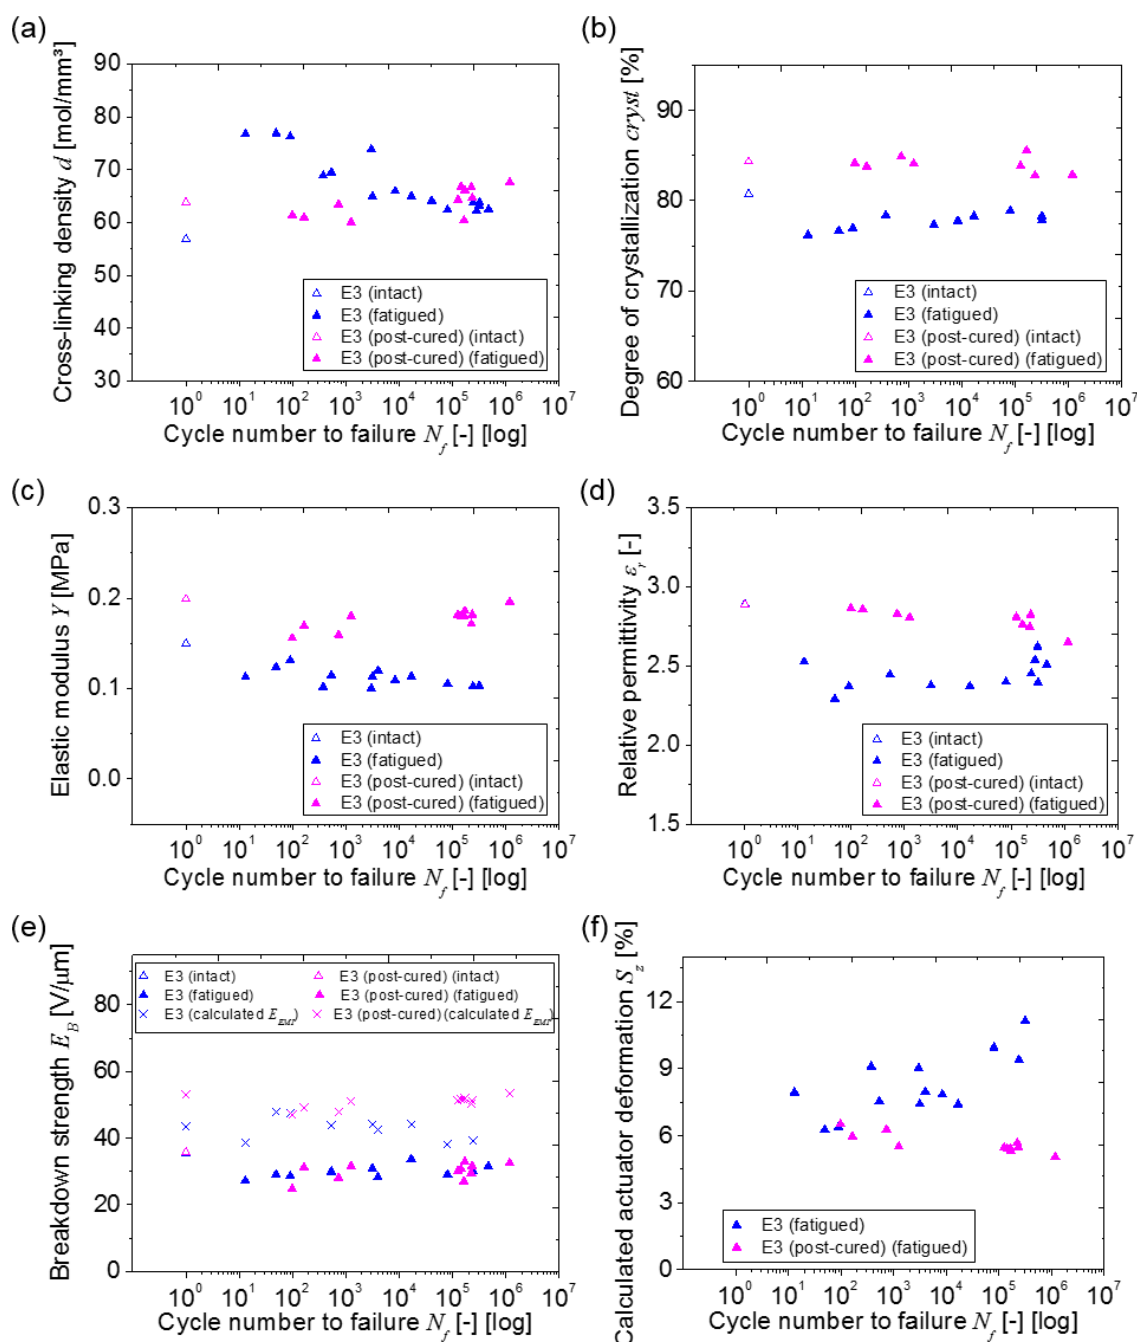 (a)
90
80
70
60
50
40
30
Cross-linking density d [mol/mm³]
E3 (intact)
E3 (fatigued)
E3 (post-cured) (intact)
E3 (post-cured) (fatigued)
10⁰ 10¹ 10² 10³ 10⁴ 10⁵ 10⁶ 10⁷
Cycle number to failure N_f [-] [log]
(b)
90
80
70
60
Degree of crystallization cryst [%]
E3 (intact)
E3 (fatigued)
E3 (post-cured) (intact)
E3 (post-cured) (fatigued)
10⁰ 10¹ 10² 10³ 10⁴ 10⁵ 10⁶ 10⁷
Cycle number to failure N_f [-] [log]
(c)
0.3
0.2
0.1
0.0
Elastic modulus Y [MPa]
E3 (intact)
E3 (fatigued)
E3 (post-cured) (intact)
E3 (post-cured) (fatigued)
10⁰ 10¹ 10² 10³ 10⁴ 10⁵ 10⁶ 10⁷
Cycle number to failure N_f [-] [log]
(d)
3.5
3.0
2.5
2.0
1.5
Relative permittivity ε_r [-]
E3 (intact)
E3 (fatigued)
E3 (post-cured) (intact)
E3 (post-cured) (fatigued)
10⁰ 10¹ 10² 10³ 10⁴ 10⁵ 10⁶ 10⁷
Cycle number to failure N_f [-] [log]
(e)
80
60
40
20
0
Breakdown strength E_B [V/μm]
E3 (intact) E3 (post-cured) (intact)
E3 (fatigued) E3 (post-cured) (fatigued)
E3 (calculated E_EMI) E3 (post-cured) (calculated E_EMI)
10⁰ 10¹ 10² 10³ 10⁴ 10⁵ 10⁶ 10⁷
Cycle number to failure N_f [-] [log]
(f)
12
9
6
3
0
Calculated actuator deformation S_z [%]
E3 (fatigued)
E3 (post-cured) (fatigued)
10⁰ 10¹ 10² 10³ 10⁴ 10⁵ 10⁶ 10⁷
Cycle number to failure N_f [-] [log]